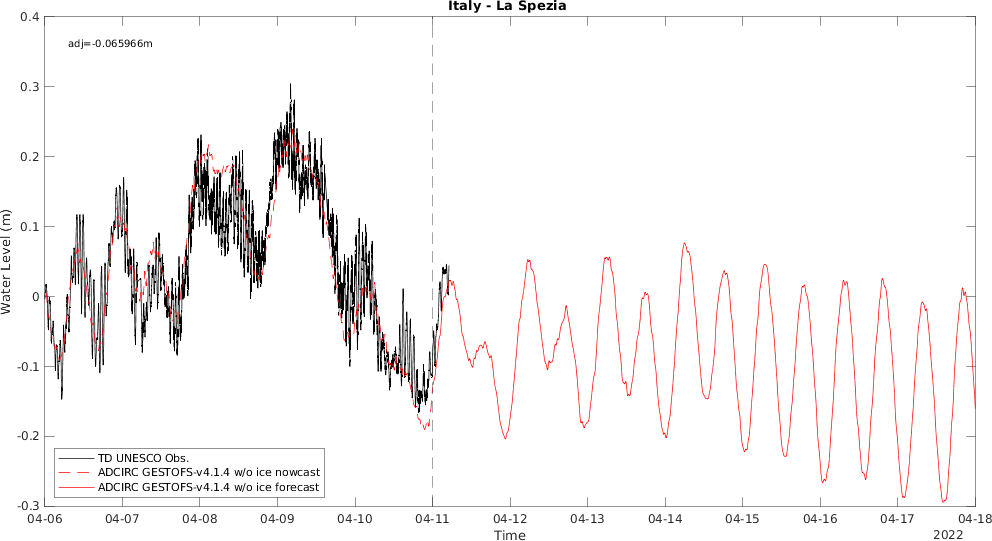 Italy - La Spezia
adj=-0.065966m
Water Level (m)
0.4
0.3
0.2
0.1
0
-0.1
-0.2
-0.3
TD UNESCO Obs.
ADCIRC GESTOFS-v4.1.4 w/o ice nowcast
ADCIRC GESTOFS-v4.1.4 w/o ice forecast
04-06 04-07 04-08 04-09 04-10 04-11 04-12 04-13 04-14 04-15 04-16 04-17 04-18
Time
2022